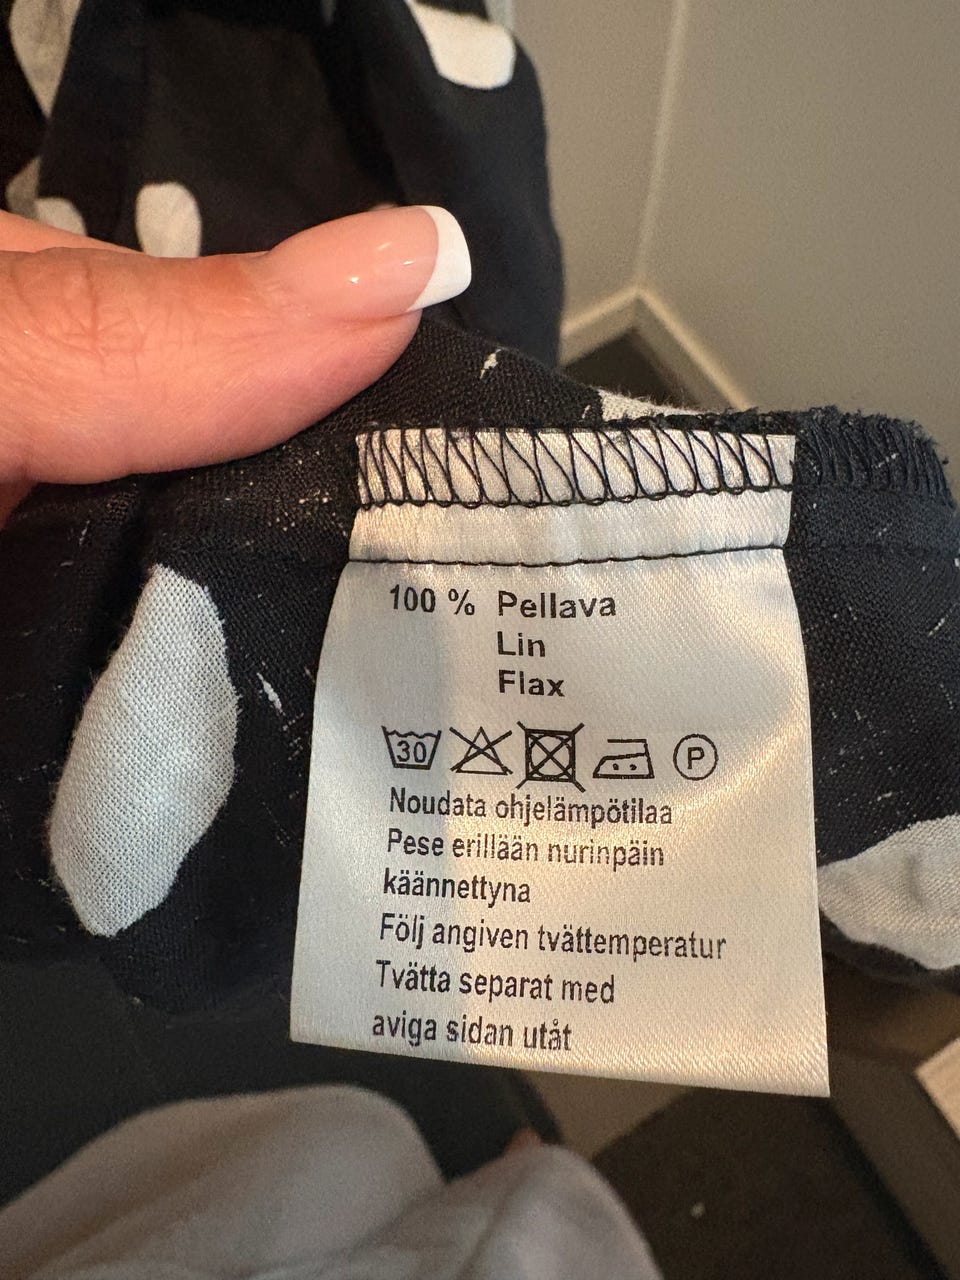 100 % Pellava
Lin
Flax
30 P
Noudata ohjelämpötilaa
Pese erillään nurinpäin
käännettyna
Följ angiven tvättemperatur
Tvätta separat med
aviga sidan utåt